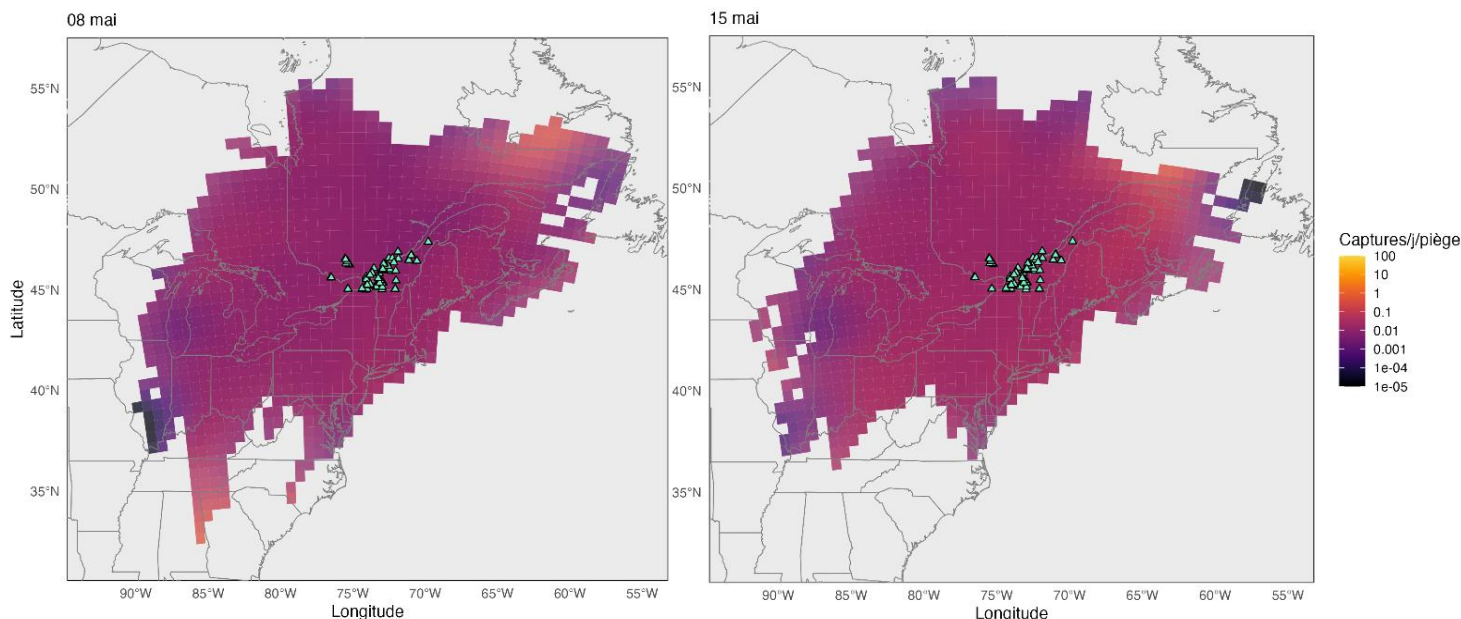 08 mai
15 mai
Latitude
55°N
50°N
45°N
40°N
35°N
90°W 85°W 80°W 75°W 70°W 65°W 60°W 55°W
Longitude
55°N
50°N
45°N
40°N
35°N
90°W 85°W 80°W 75°W 70°W 65°W 60°W 55°W
Longitude
Captures/j/piège
100
10
1
0.1
0.01
0.001
1e-04
1e-05